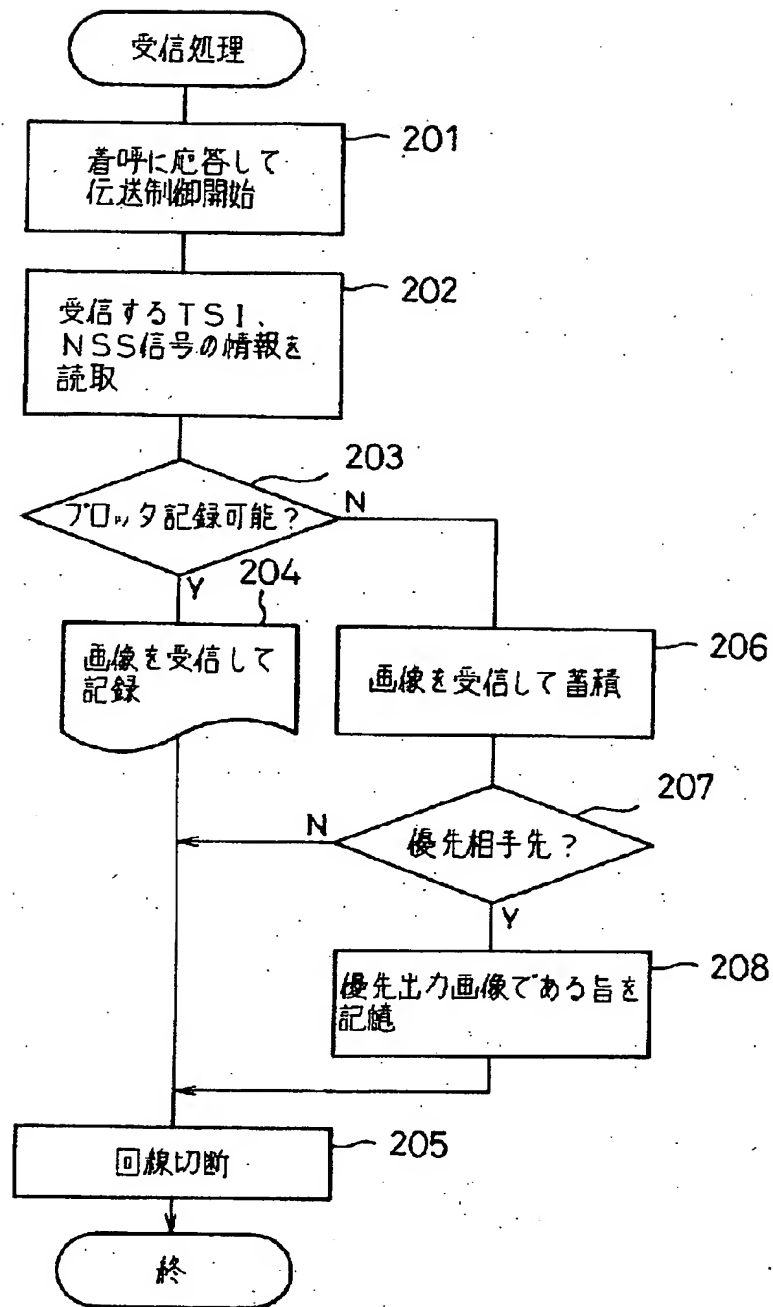 受信処理
201
着呼に応答して
伝送制御開始
202
受信するTSI、
NSS信号の情報を
読取
203
プロッタ記録可能?
N
Y
204
画像を受信して
記録
206
画像を受信して蓄積
207
優先相手先?
N
Y
208
優先出力画像である旨を
記憶
205
回線切断
終